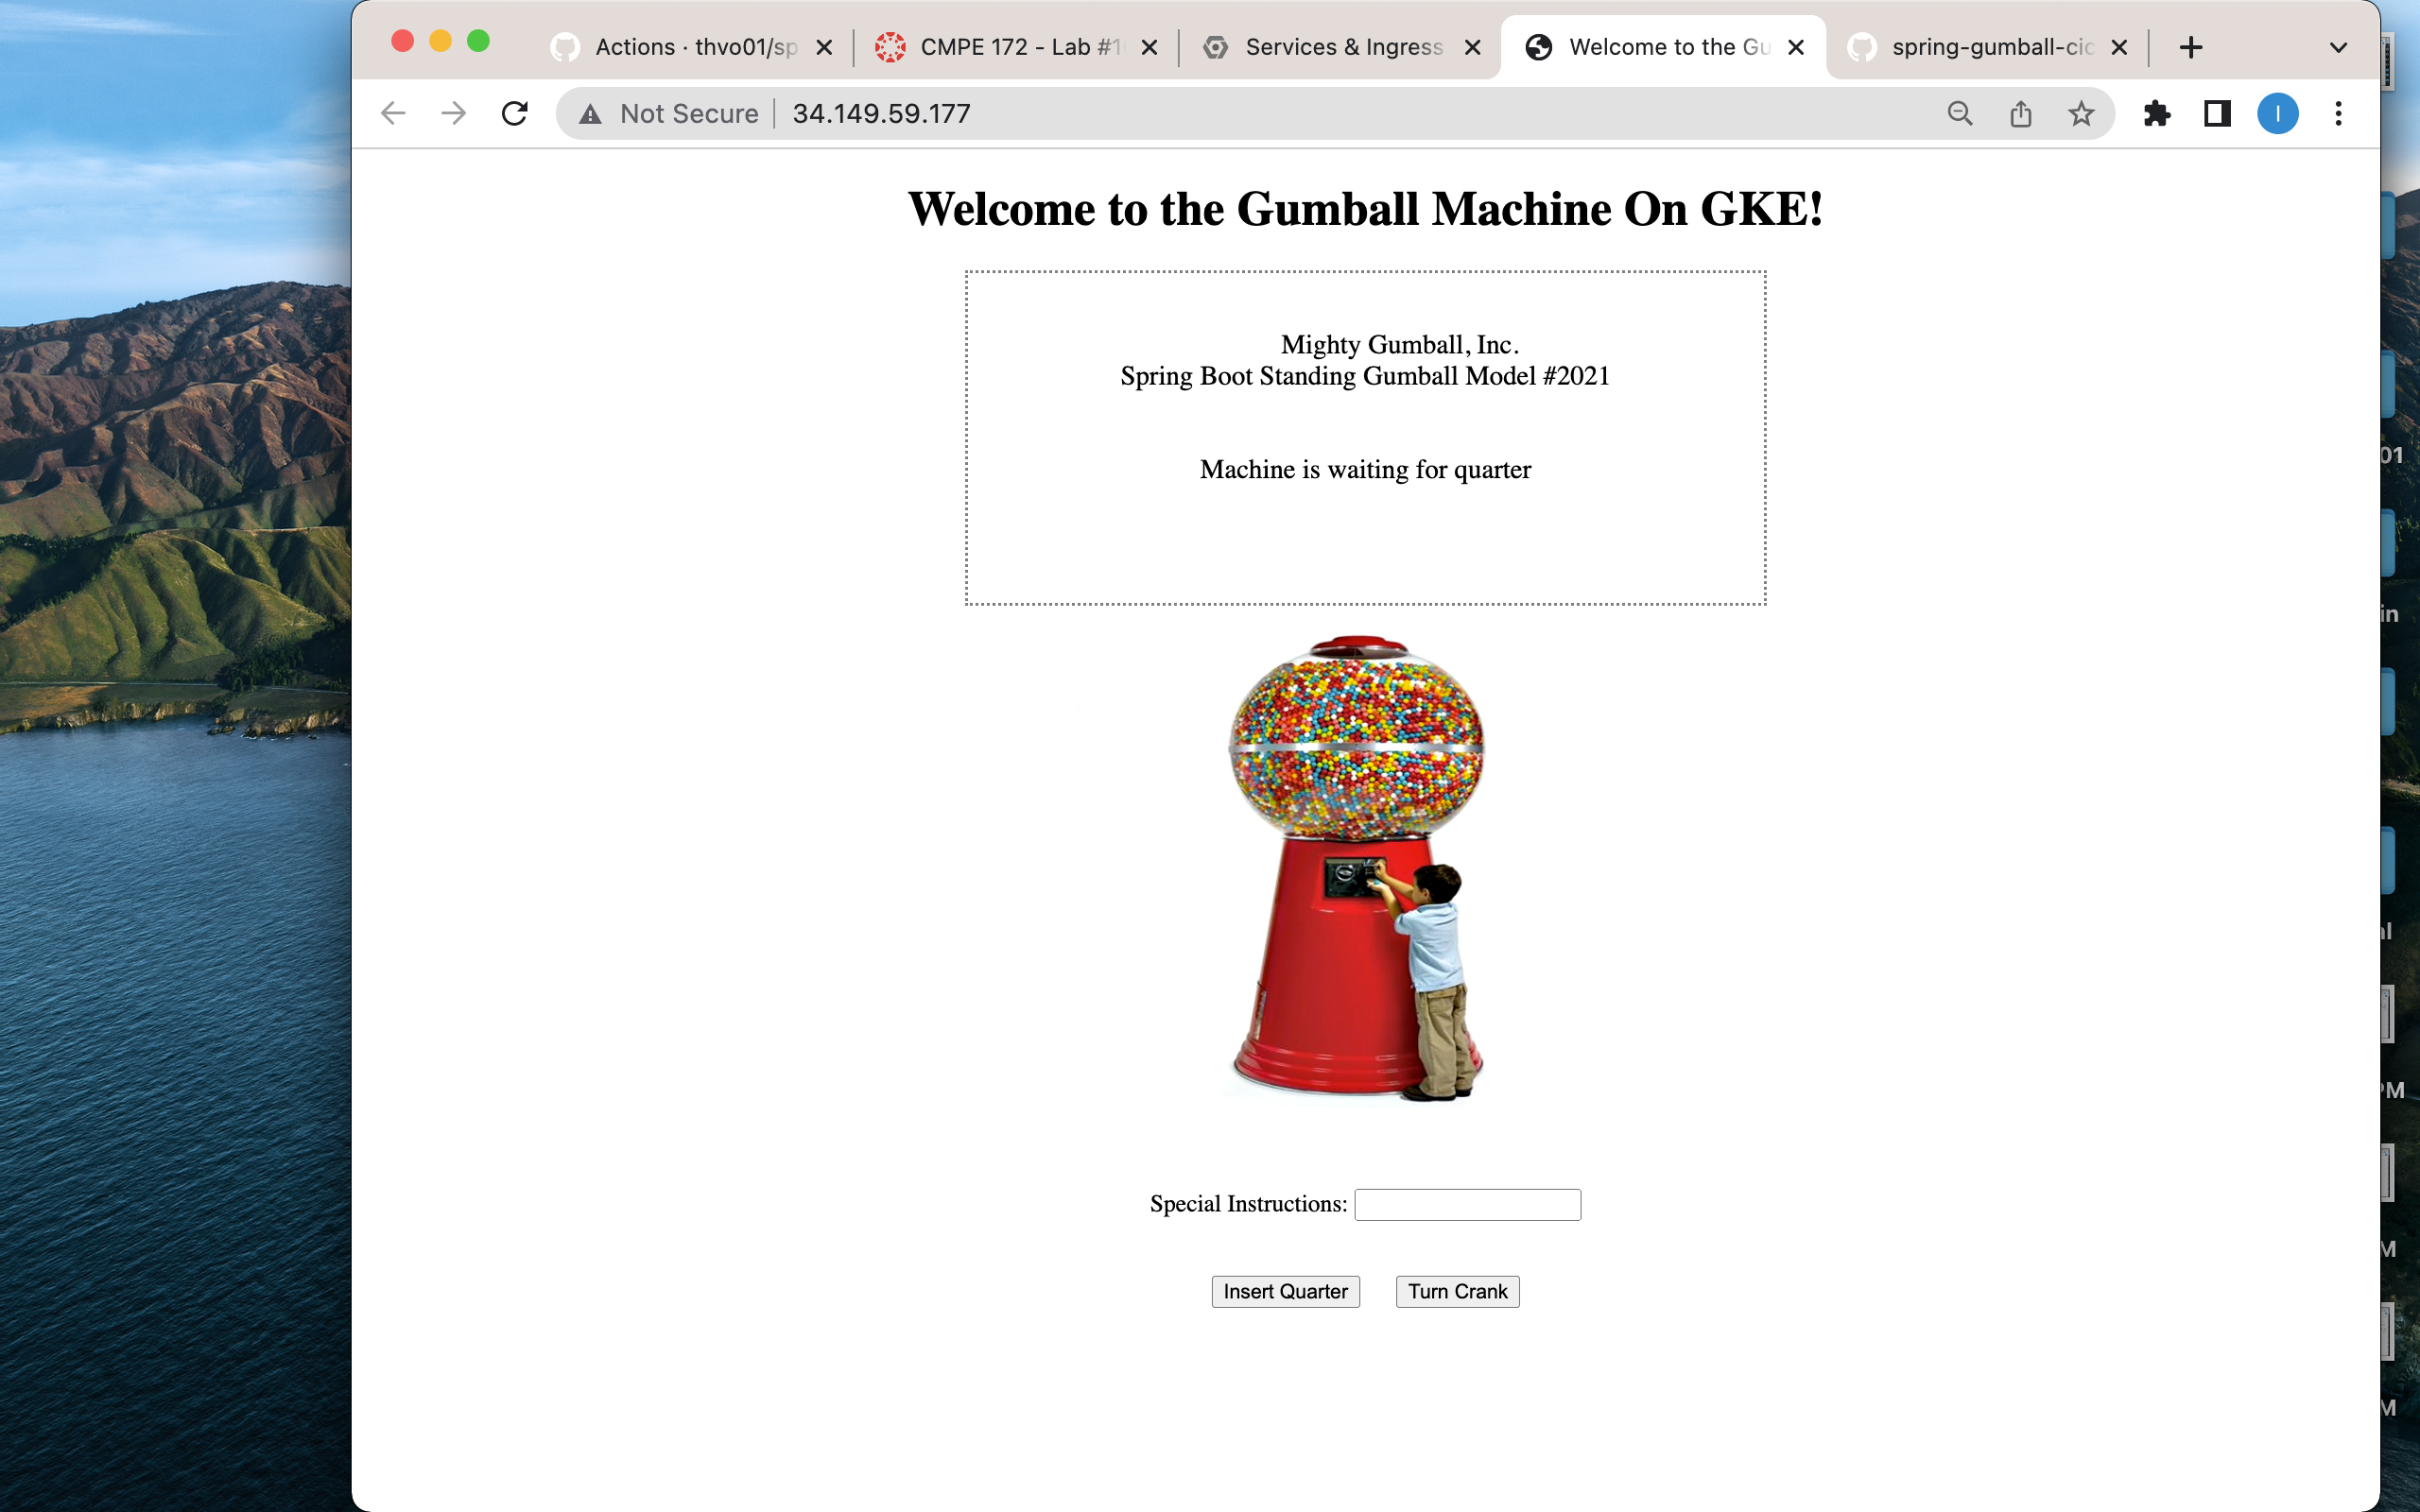 Actions · thvo01/sp
CMPE 172 - Lab #1
Services & Ingress
Welcome to the Gu
spring-gumball-cic
Not Secure
34.149.59.177
I
Welcome to the Gumball Machine On GKE!
Mighty Gumball, Inc.
Spring Boot Standing Gumball Model #2021
Machine is waiting for quarter
Special Instructions:
Insert Quarter
Turn Crank
01
in
PM
M
M